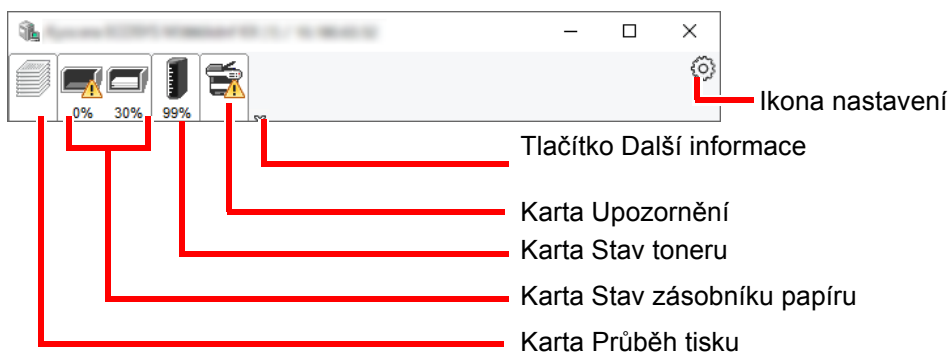 0% 30% 99%
Ikona nastavení
Tlačítko Další informace
Karta Upozornění
Karta Stav toneru
Karta Stav zásobníku papíru
Karta Průběh tisku